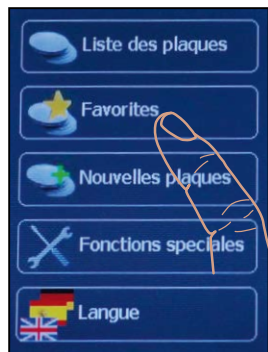 Liste des plaques
Favorites
Nouvelles plaques
Fonctions speciales
Langue